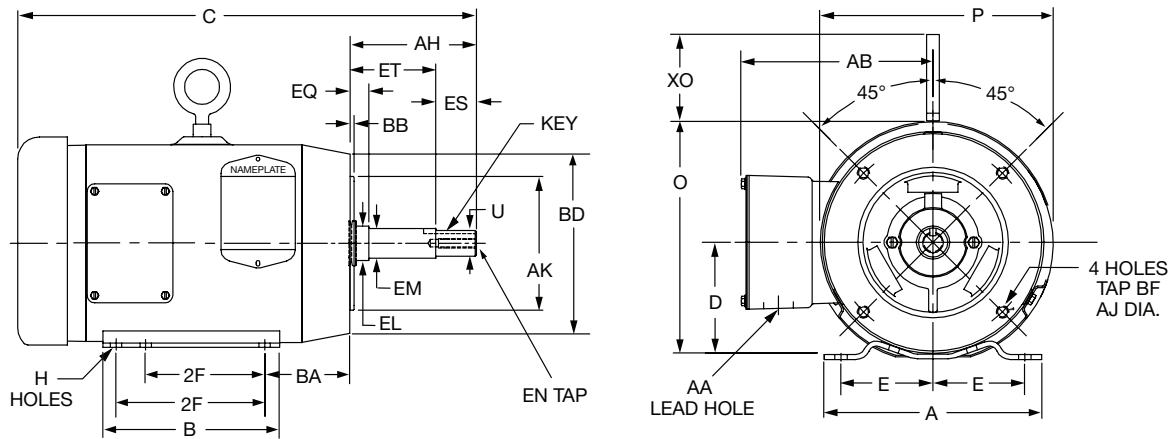 C
AH
ET
EQ
ES
BB
KEY
NAMEPLATE
U
BD
AK
EM
EL
H
HOLES
2F
BA
2F
B
EN TAP
P
AB
XO
45°
45°
O
D
4 HOLES
TAP BF
AJ DIA.
AA
LEAD HOLE
E
E
A